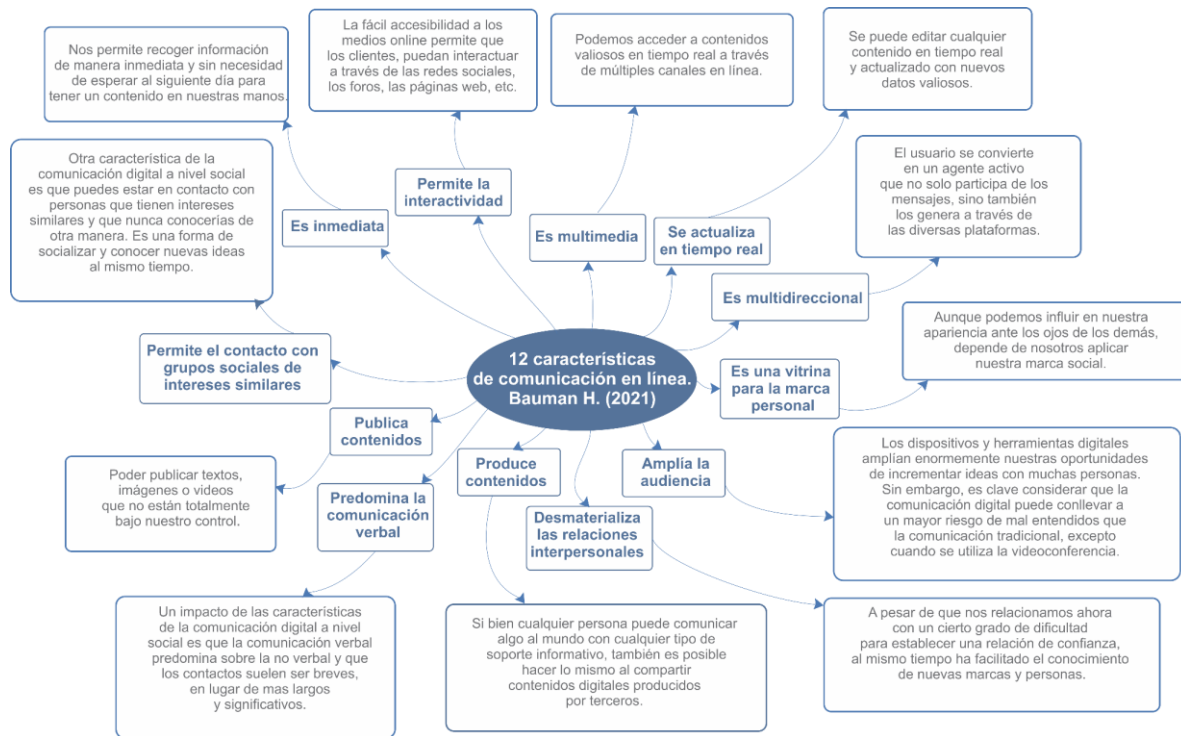 12 características
de comunicación en línea.
Bauman H. (2021)
Es inmediata
Nos permite recoger información
de manera inmediata y sin necesidad
de esperar al siguiente día para
tener un contenido en nuestras manos.
Permite la
interactividad
La fácil accesibilidad a los
medios online permite que
los clientes, puedan interactuar
a través de las redes sociales,
los foros, las páginas web, etc.
Es multimedia
Podemos acceder a contenidos
valiosos en tiempo real a través
de múltiples canales en línea.
Se actualiza
en tiempo real
Se puede editar cualquier
contenido en tiempo real
y actualizado con nuevos
datos valiosos.
Es multidireccional
El usuario se convierte
en un agente activo
que no solo participa de los
mensajes, sino también
los genera a través de
las diversas plataformas.
Es una vitrina
para la marca
personal
Aunque podemos influir en nuestra
apariencia ante los ojos de los demás,
depende de nosotros aplicar
nuestra marca social.
Amplía la
audiencia
Los dispositivos y herramientas digitales
amplían enormemente nuestras oportunidades
de incrementar ideas con muchas personas.
Sin embargo, es clave considerar que la
comunicación digital puede conllevar a
un mayor riesgo de mal entendidos que
la comunicación tradicional, excepto
cuando se utiliza la videoconferencia.
Desmaterializa
las relaciones
interpersonales
A pesar de que nos relacionamos ahora
con un cierto grado de dificultad
para establecer una relación de confianza,
al mismo tiempo ha facilitado el conocimiento
de nuevas marcas y personas.
Produce
contenidos
Si bien cualquier persona puede comunicar
algo al mundo con cualquier tipo de
soporte informativo, también es posible
hacer lo mismo al compartir
contenidos digitales producidos
por terceros.
Predomina la
comunicación
verbal
Un impacto de las características
de la comunicación digital a nivel
social es que la comunicación verbal
predomina sobre la no verbal y que
los contactos suelen ser breves,
en lugar de mas largos
y significativos.
Publica
contenidos
Poder publicar textos,
imágenes o videos
que no están totalmente
bajo nuestro control.
Permite el contacto con
grupos sociales de
intereses similares
Otra característica de la
comunicación digital a nivel social
es que puedes estar en contacto con
personas que tienen intereses
similares y que nunca conocerías de
otra manera. Es una forma de
socializar y conocer nuevas ideas
al mismo tiempo.